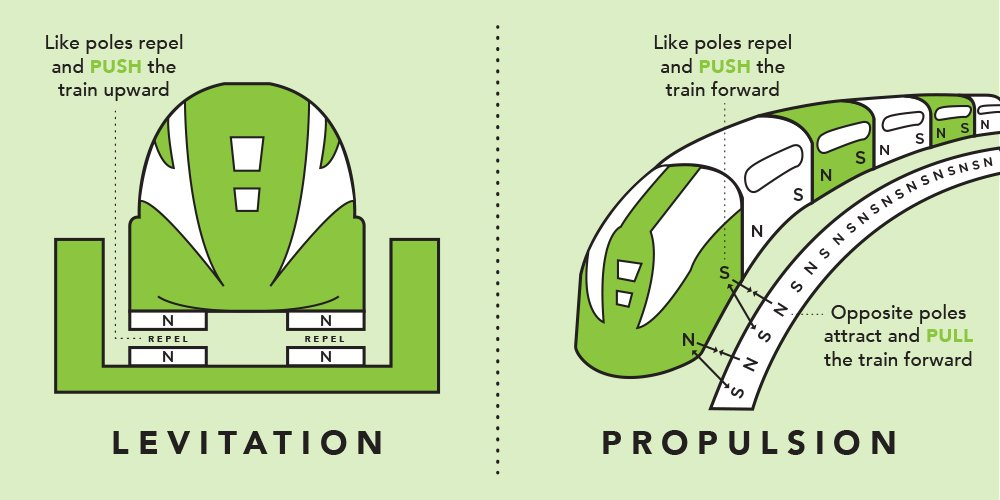 Like poles repel
and PUSH the
train upward
N
REPEL
N
N
REPEL
N
LEVITATION
Like poles repel
and PUSH the
train forward
N
S
N
S
N
S
N
S
N
S
N
S N S N S N S N S N S N S N S N S N
Opposite poles
attract and PULL
the train forward
PROPULSION